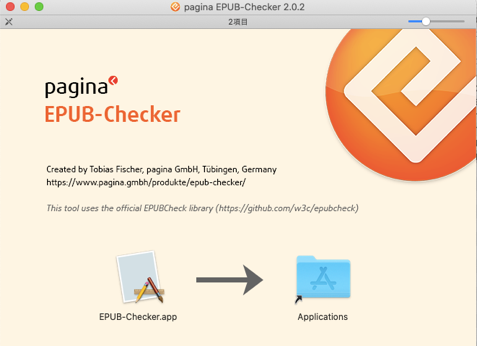 pagina EPUB-Checker 2.0.2
2項目
pagina
EPUB-Checker
Created by Tobias Fischer, pagina GmbH, Tübingen, Germany
https://www.pagina.gmbh/produkte/epub-checker/
This tool uses the official EPUBCheck library (https://github.com/w3c/epubcheck)
EPUB-Checker.app
Applications